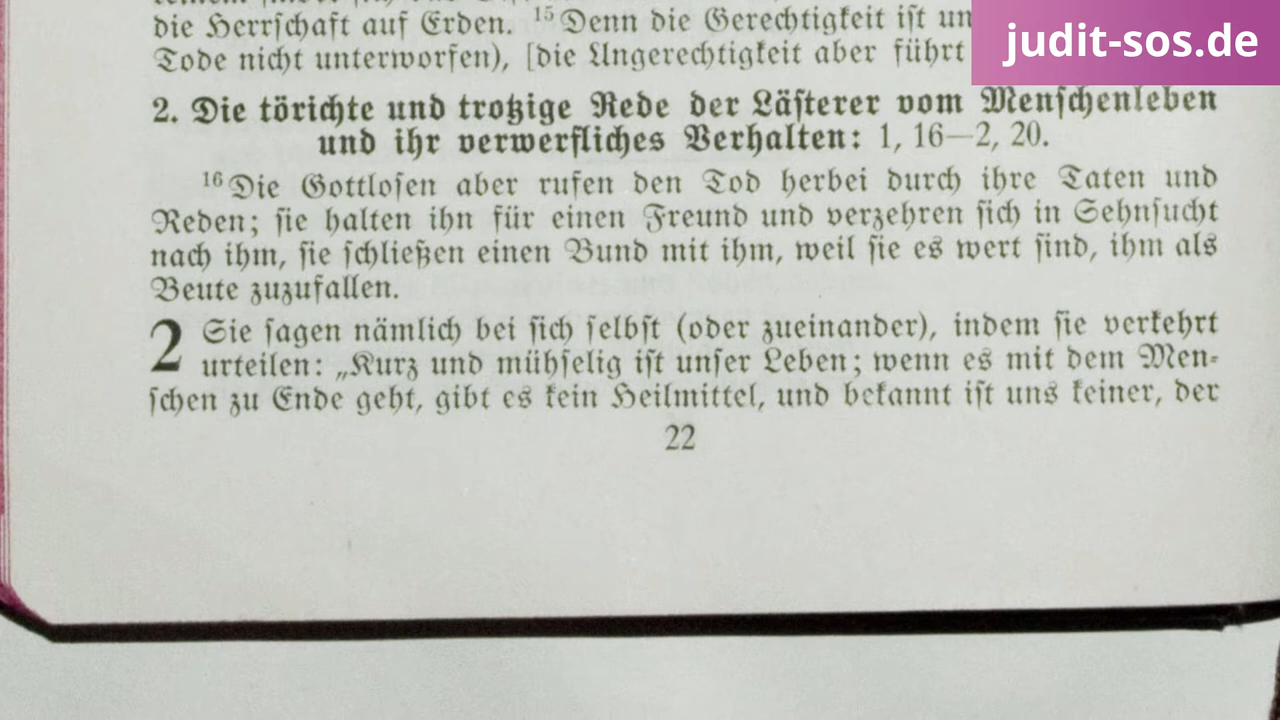 die Herrschaft auf Erden. ¹⁵Denn die Gerechtigkeit ist un
judit-sos.de
Tode nicht unterworfen), [die Ungerechtigkeit aber führt
2. Die törichte und trotzige Rede der Lästerer vom Menschenleben
und ihr verwerfliches Verhalten: 1, 16—2, 20.
¹⁶Die Gottlosen aber rufen den Tod herbei durch ihre Taten und
Reden; sie halten ihn für einen Freund und verzehren sich in Sehnsucht
nach ihm, sie schließen einen Bund mit ihm, weil sie es wert sind, ihm als
Beute zuzufallen.
2 Sie sagen nämlich bei sich selbst (oder zueinander), indem sie verkehrt
urteilen: „Kurz und mühselig ist unser Leben; wenn es mit dem Men-
schen zu Ende geht, gibt es kein Heilmittel, und bekannt ist uns keiner, der
22